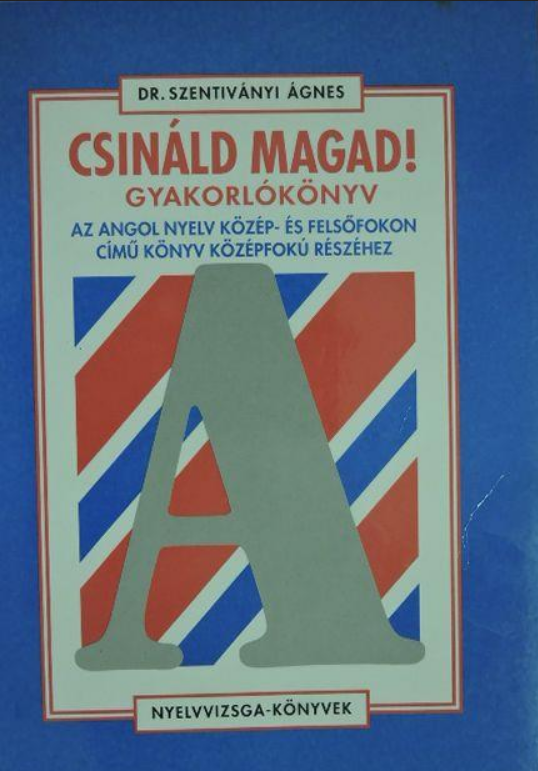 DR. SZENTIVÁNYI ÁGNES
CSINÁLD MAGAD!
GYAKORLÓKÖNYV
AZ ANGOL NYELV KÖZÉP- ÉS FELSŐFOKON
CÍMŰ KÖNYV KÖZÉPFOKÚ RÉSZÉHEZ
A
NYELVVIZSGA-KÖNYVEK